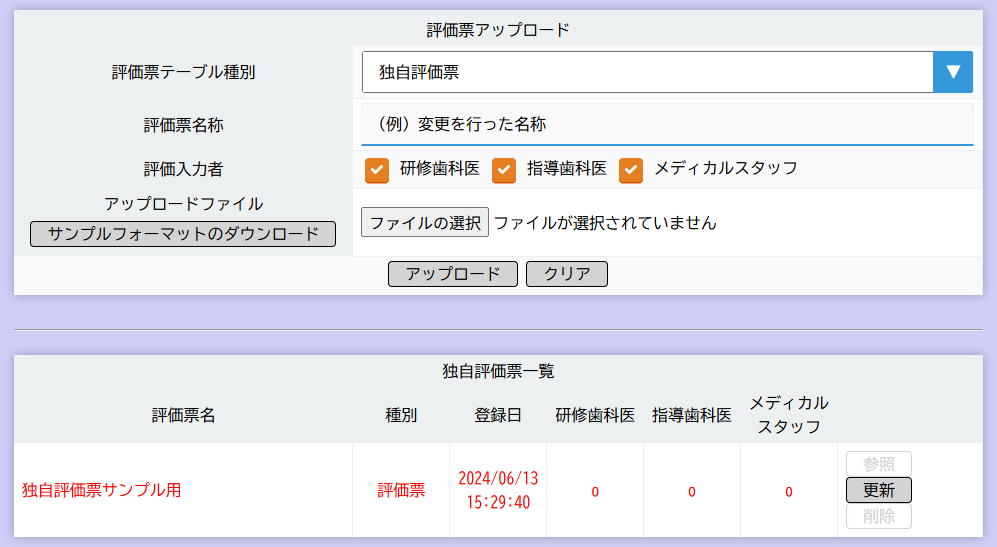 評価票アップロード
評価票テーブル種別
独自評価票
▼
評価票名称
（例）変更を行った名称
評価入力者
研修歯科医 指導歯科医 メディカルスタッフ
アップロードファイル
サンプルフォーマットのダウンロード
ファイルの選択 ファイルが選択されていません
アップロード クリア
独自評価票一覧
評価票名 種別 登録日 研修歯科医 指導歯科医 メディカル
スタッフ
独自評価票サンプル用 評価票 2024/06/13
15:29:40
0 0 0
参照
更新
削除